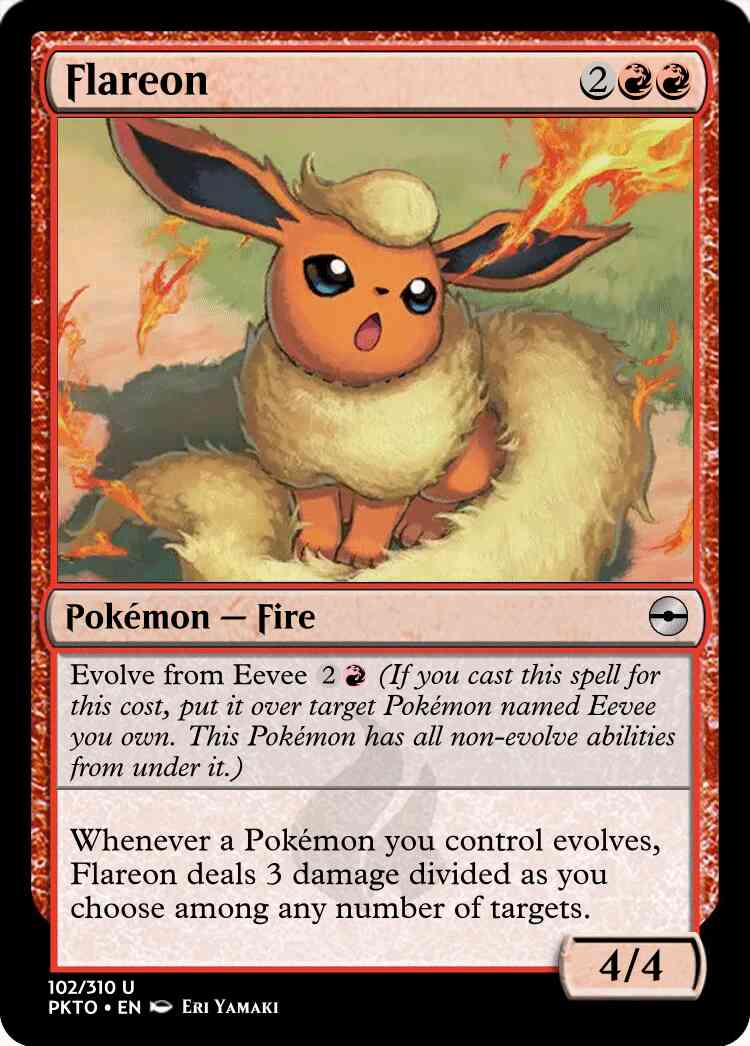 Flareon 2
Pokémon — Fire
Evolve from Eevee 2 (If you cast this spell for
this cost, put it over target Pokémon named Eevee
you own. This Pokémon has all non-evolve abilities
from under it.)
Whenever a Pokémon you control evolves,
Flareon deals 3 damage divided as you
choose among any number of targets.
4/4
102/310 U
PKTO • EN Eri Yamaki